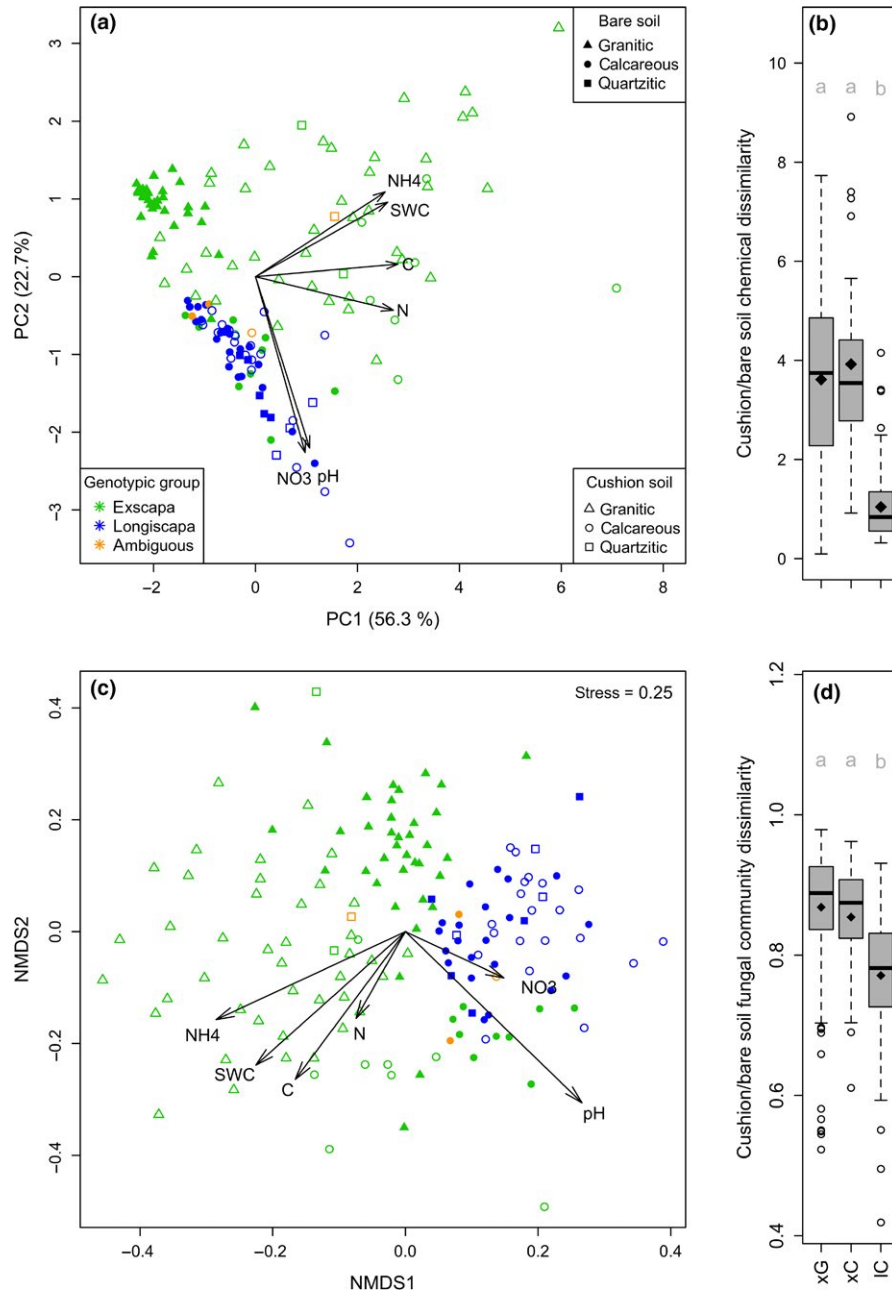 (a)
Bare soil
Granitic
Calcareous
Quartzitic
NH4
SWC
C
N
NO3 pH
Genotypic group
Exscapa
Longiscapa
Ambiguous
Cushion soil
Granitic
Calcareous
Quartzitic
3
2
1
0
−1
−2
−3
PC2 (22.7%)
−2 0 2 4 6 8
PC1 (56.3 %)
(b)
a a b
10
8
6
4
2
0
Cushion/bare soil chemical dissimilarity
(c)
Stress = 0.25
NO3
NH4
N
SWC
C
pH
0.4
0.2
0.0
−0.2
−0.4
NMDS2
−0.4 −0.2 0.0 0.2 0.4
NMDS1
(d)
a a b
1.2
1.0
0.8
0.6
0.4
Cushion/bare soil fungal community dissimilarity
xG xC lC